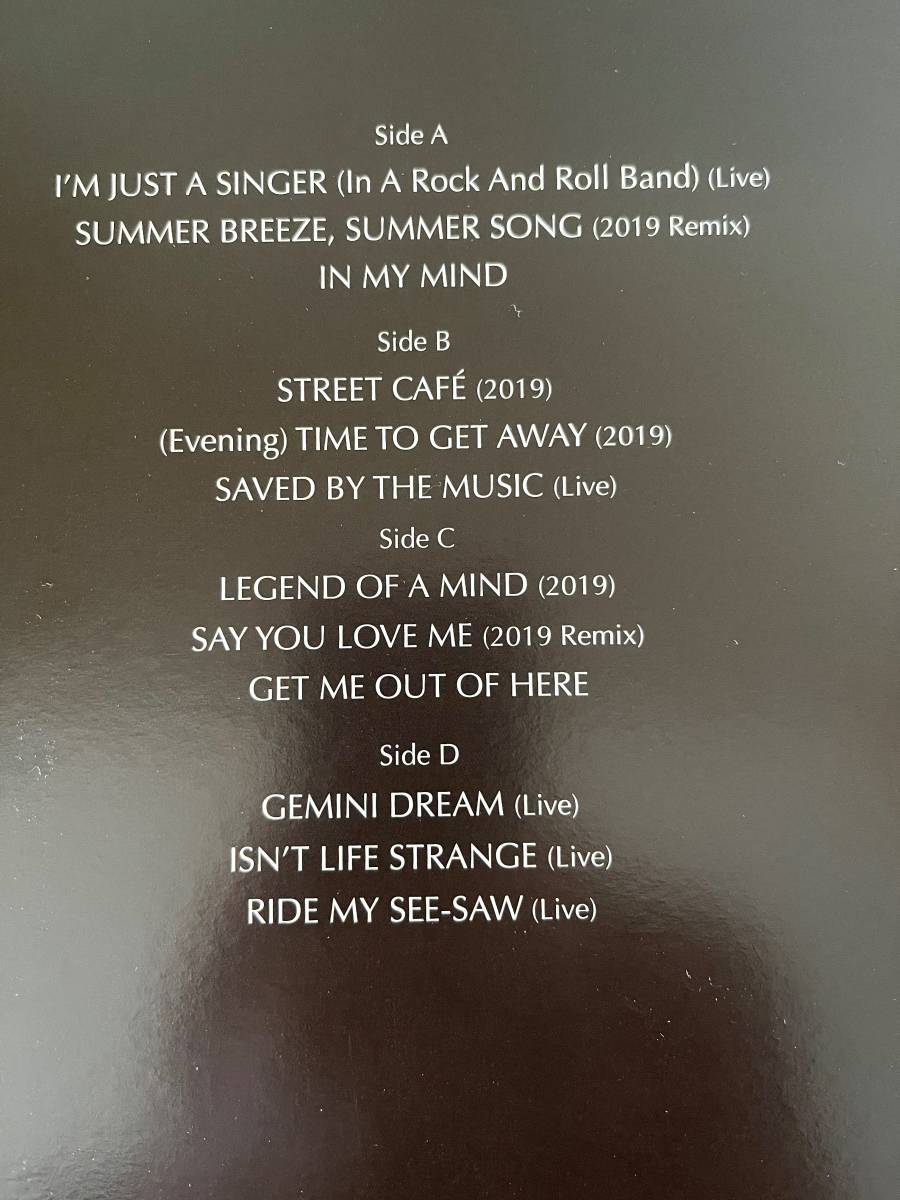 Side A
I'M JUST A SINGER (In A Rock And Roll Band) (Live)
SUMMER BREEZE, SUMMER SONG (2019 Remix)
IN MY MIND
Side B
STREET CAFÉ (2019)
(Evening) TIME TO GET AWAY (2019)
SAVED BY THE MUSIC (Live)
Side C
LEGEND OF A MIND (2019)
SAY YOU LOVE ME (2019 Remix)
GET ME OUT OF HERE
Side D
GEMINI DREAM (Live)
ISN'T LIFE STRANGE (Live)
RIDE MY SEE-SAW (Live)